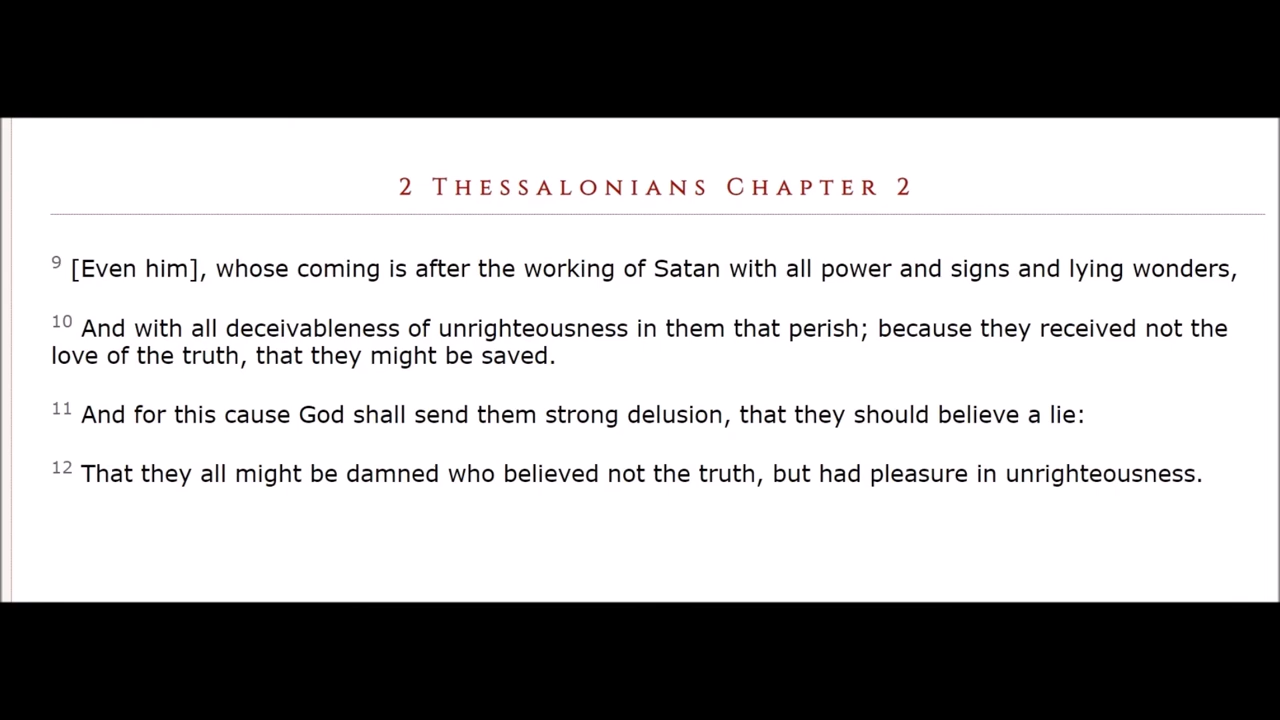 2 Thessalonians Chapter 2
9 [Even him], whose coming is after the working of Satan with all power and signs and lying wonders,
10 And with all deceivableness of unrighteousness in them that perish; because they received not the
love of the truth, that they might be saved.
11 And for this cause God shall send them strong delusion, that they should believe a lie:
12 That they all might be damned who believed not the truth, but had pleasure in unrighteousness.